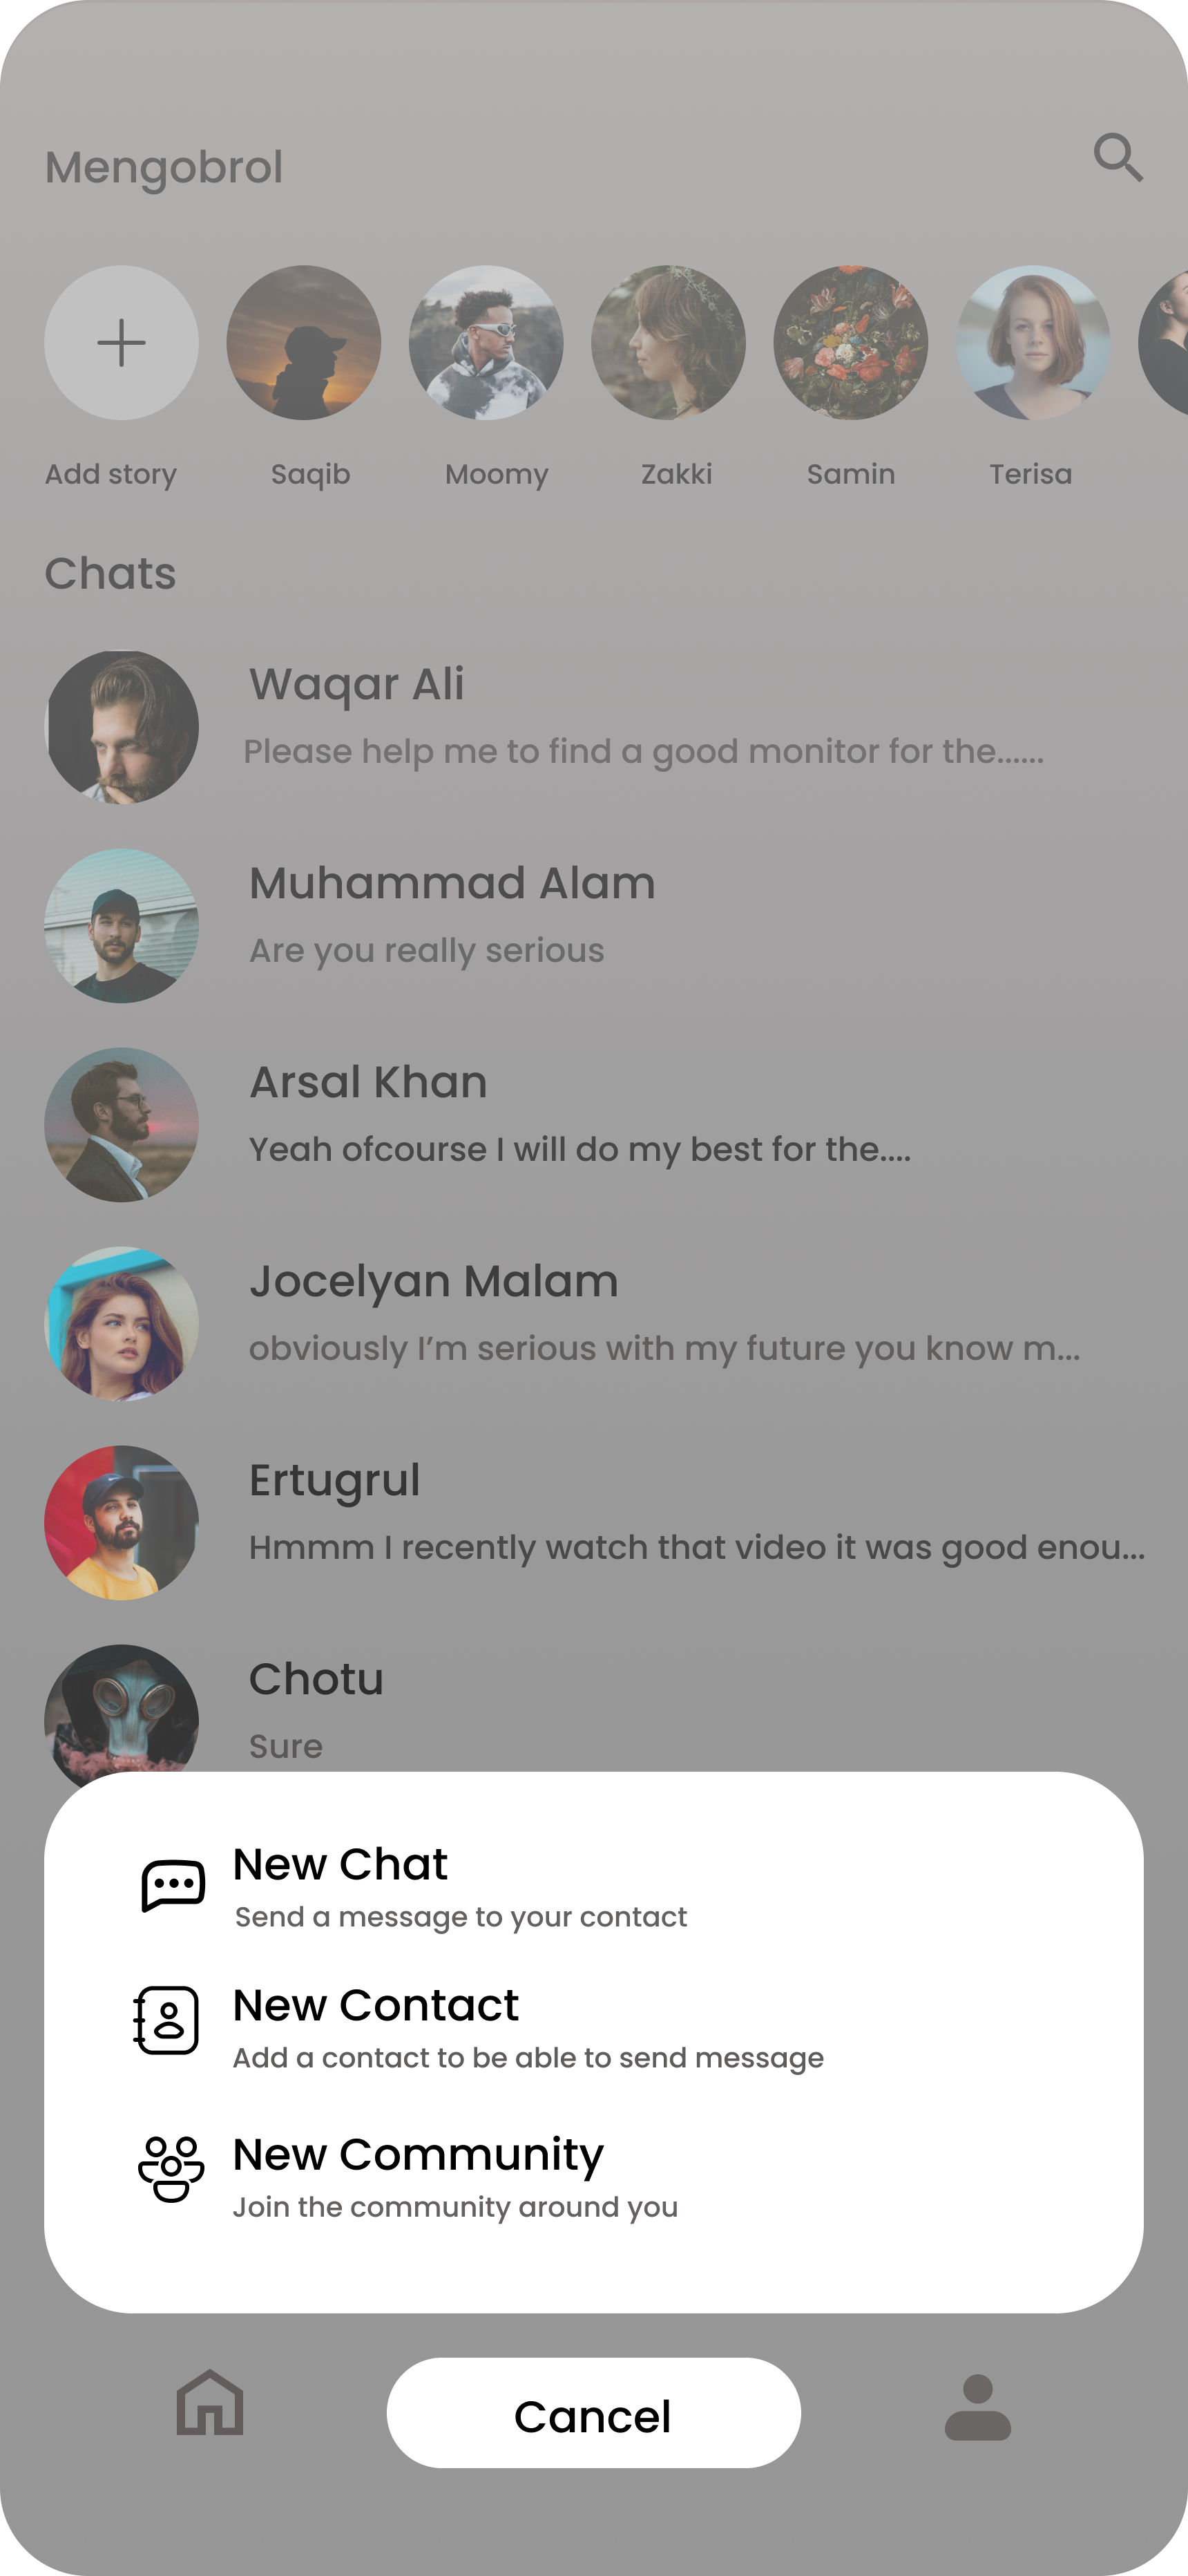 Mengobrol
Add story
Saqib
Moomy
Zakki
Samin
Terisa
Chats
Waqar Ali
Please help me to find a good monitor for the......
Muhammad Alam
Are you really serious
Arsal Khan
Yeah ofcourse I will do my best for the....
Jocelyan Malam
obviously I’m serious with my future you know m...
Ertugrul
Hmmm I recently watch that video it was good enou...
Chotu
Sure
New Chat
Send a message to your contact
New Contact
Add a contact to be able to send message
New Community
Join the community around you
Cancel